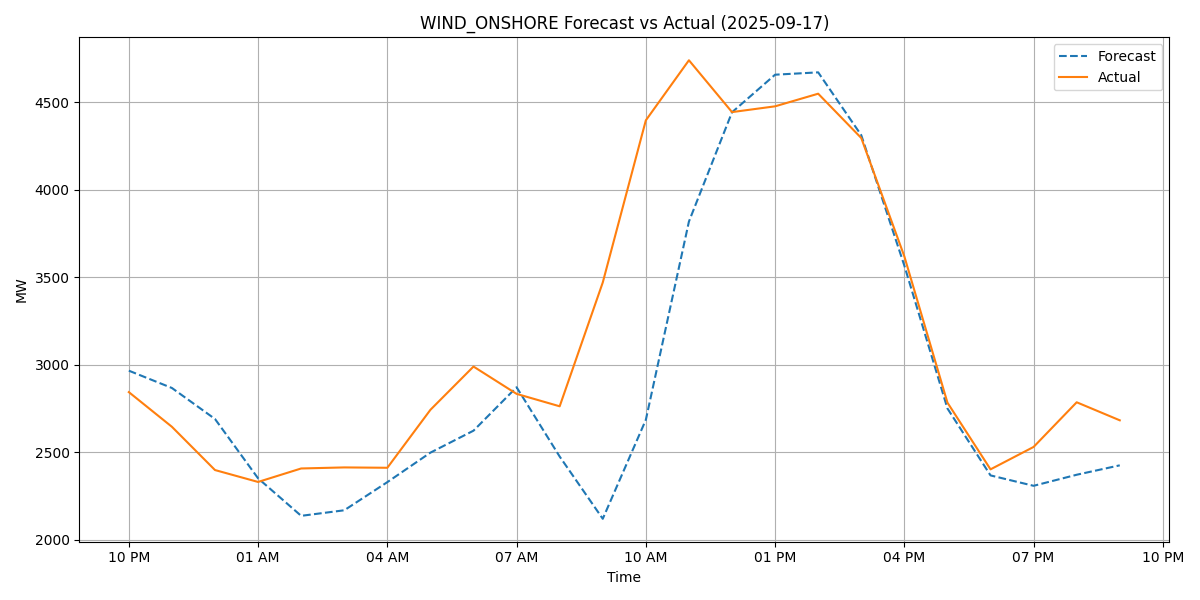 WIND_ONSHORE Forecast vs Actual (2025-09-17)
Forecast
Actual
4500
4000
3500
3000
2500
2000
MW
10 PM 01 AM 04 AM 07 AM 10 AM 01 PM 04 PM 07 PM 10 PM
Time